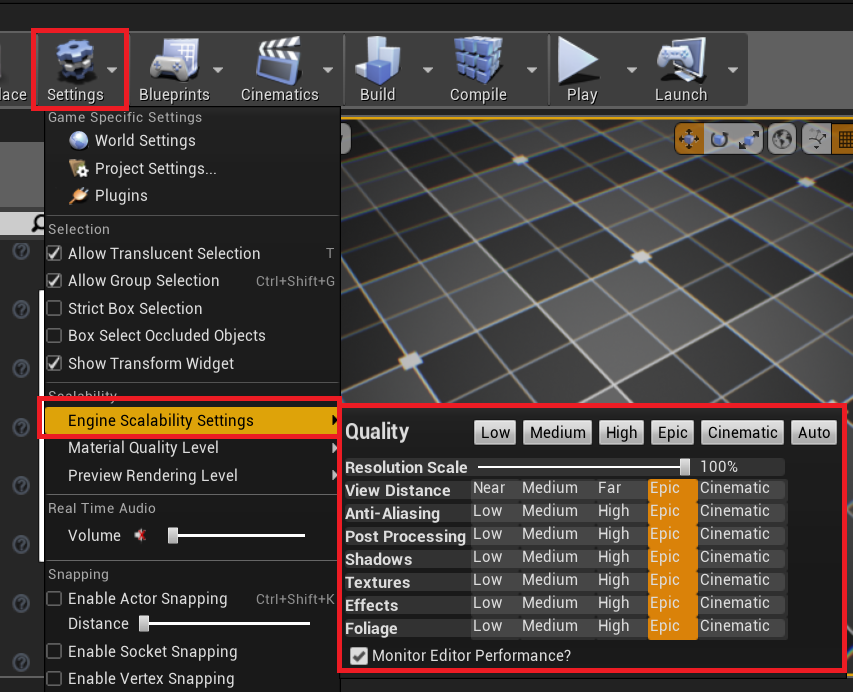 lace Settings Blueprints Cinematics Build Compile Play Launch
Game Specific Settings
World Settings
Project Settings...
Plugins
Selection
Allow Translucent Selection T
Allow Group Selection Ctrl+Shift+G
Strict Box Selection
Box Select Occluded Objects
Show Transform Widget
Scalability
Engine Scalability Settings
Material Quality Level
Preview Rendering Level
Real Time Audio
Volume
Snapping
Enable Actor Snapping Ctrl+Shift+K
Distance
Enable Socket Snapping
Enable Vertex Snapping
Quality Low Medium High Epic Cinematic Auto
Resolution Scale 100%
View Distance Near Medium Far Epic Cinematic
Anti-Aliasing Low Medium High Epic Cinematic
Post Processing Low Medium High Epic Cinematic
Shadows Low Medium High Epic Cinematic
Textures Low Medium High Epic Cinematic
Effects Low Medium High Epic Cinematic
Foliage Low Medium High Epic Cinematic
Monitor Editor Performance?